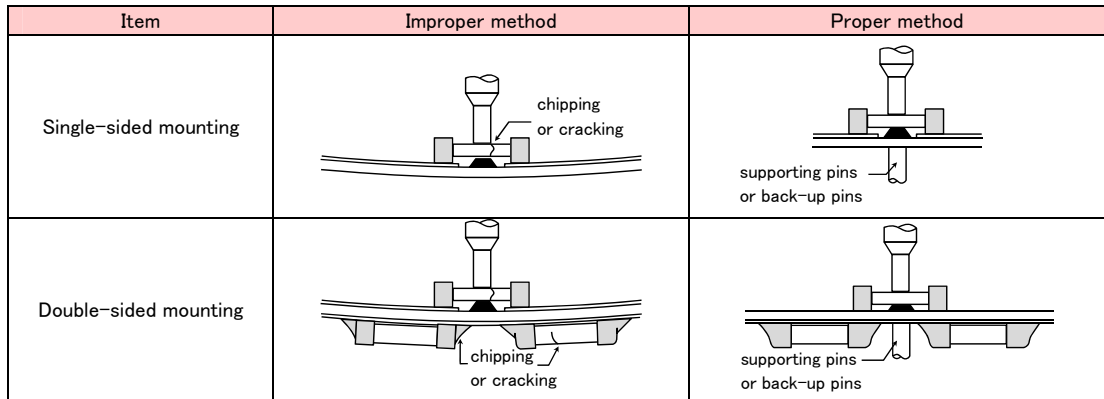 Item
Improper method
Proper method
Single-sided mounting
chipping
or cracking
supporting pins
or back-up pins
Double-sided mounting
chipping
or cracking
supporting pins
or back-up pins